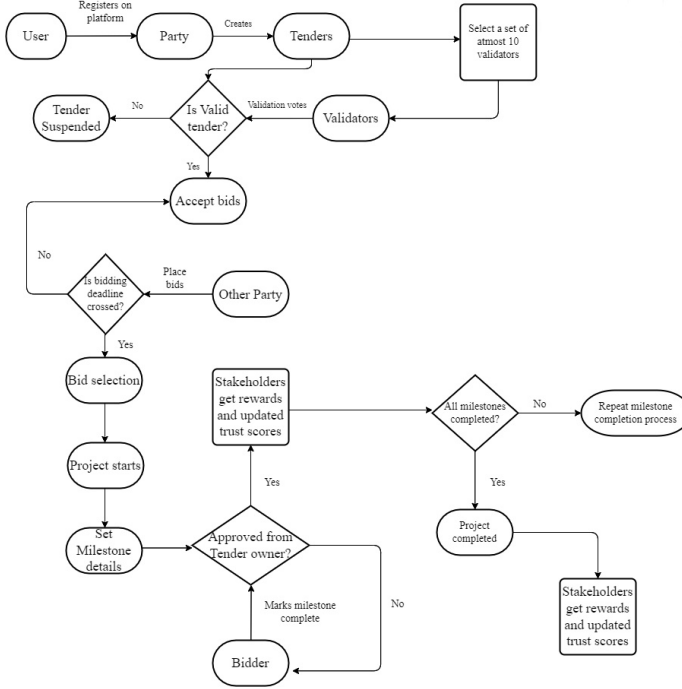 Registers on
platform
User
Party
Creates
Tenders
Select a set of
atmost 10
validators
Tender
Suspended
No
Is Valid
tender?
Validation votes
Validators
Yes
Accept bids
No
Is bidding
deadline
crossed?
Place
bids
Other Party
Yes
Bid selection
Stakeholders
get rewards
and updated
trust scores
All milestones
completed?
No
Repeat milestone
completion process
Project starts
Yes
Yes
Set
Milestone
details
Approved from
Tender owner?
Project
completed
Marks milestone
complete
No
Stakeholders
get rewards
and updated
trust scores
Bidder